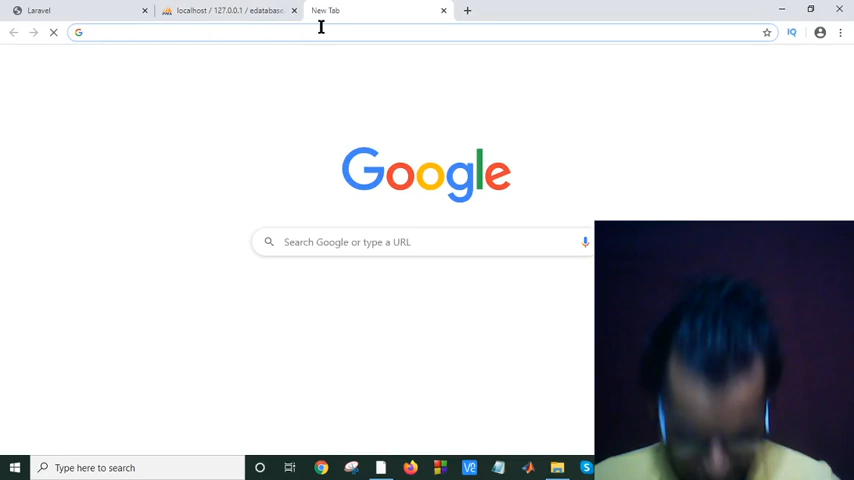 Laravel
localhost / 127.0.0.1 / edatabase
New Tab
Google
Search Google or type a URL
Type here to search